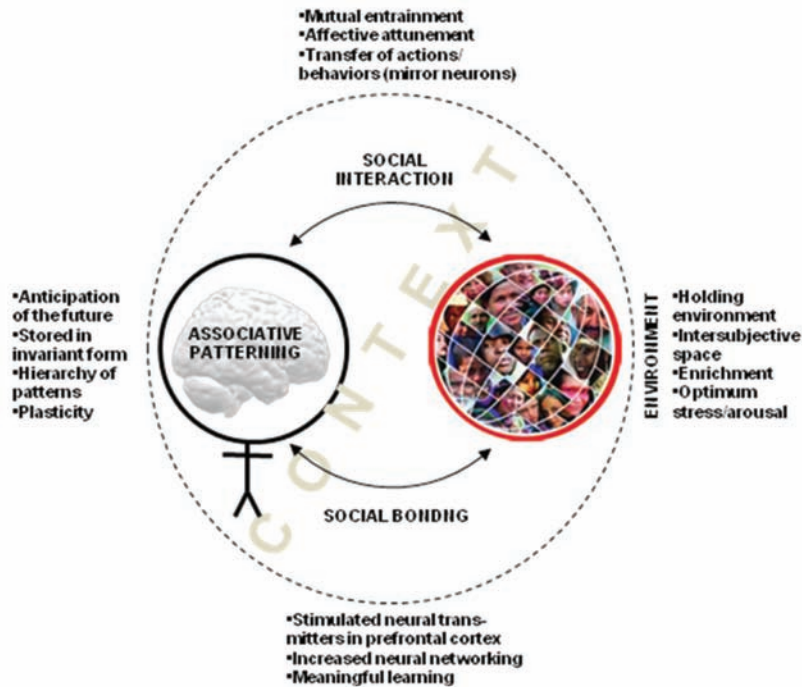 •Mutual entrainment
•Affective attunement
•Transfer of actions/
behaviors (mirror neurons)
SOCIAL
INTERACTION
CONTEXT
•Anticipation
of the future
•Stored in
invariant form
•Hierarchy of
patterns
•Plasticity
ASSOCIATIVE
PATTERNING
ENVIRONMENT
•Holding
environment
•Intersubjective
space
•Enrichment
•Optimum
stress/arousal
SOCIAL BONDNG
•Stimulated neural trans-
mitters in prefrontal cortex
•Increased neural networking
•Meaningful learning